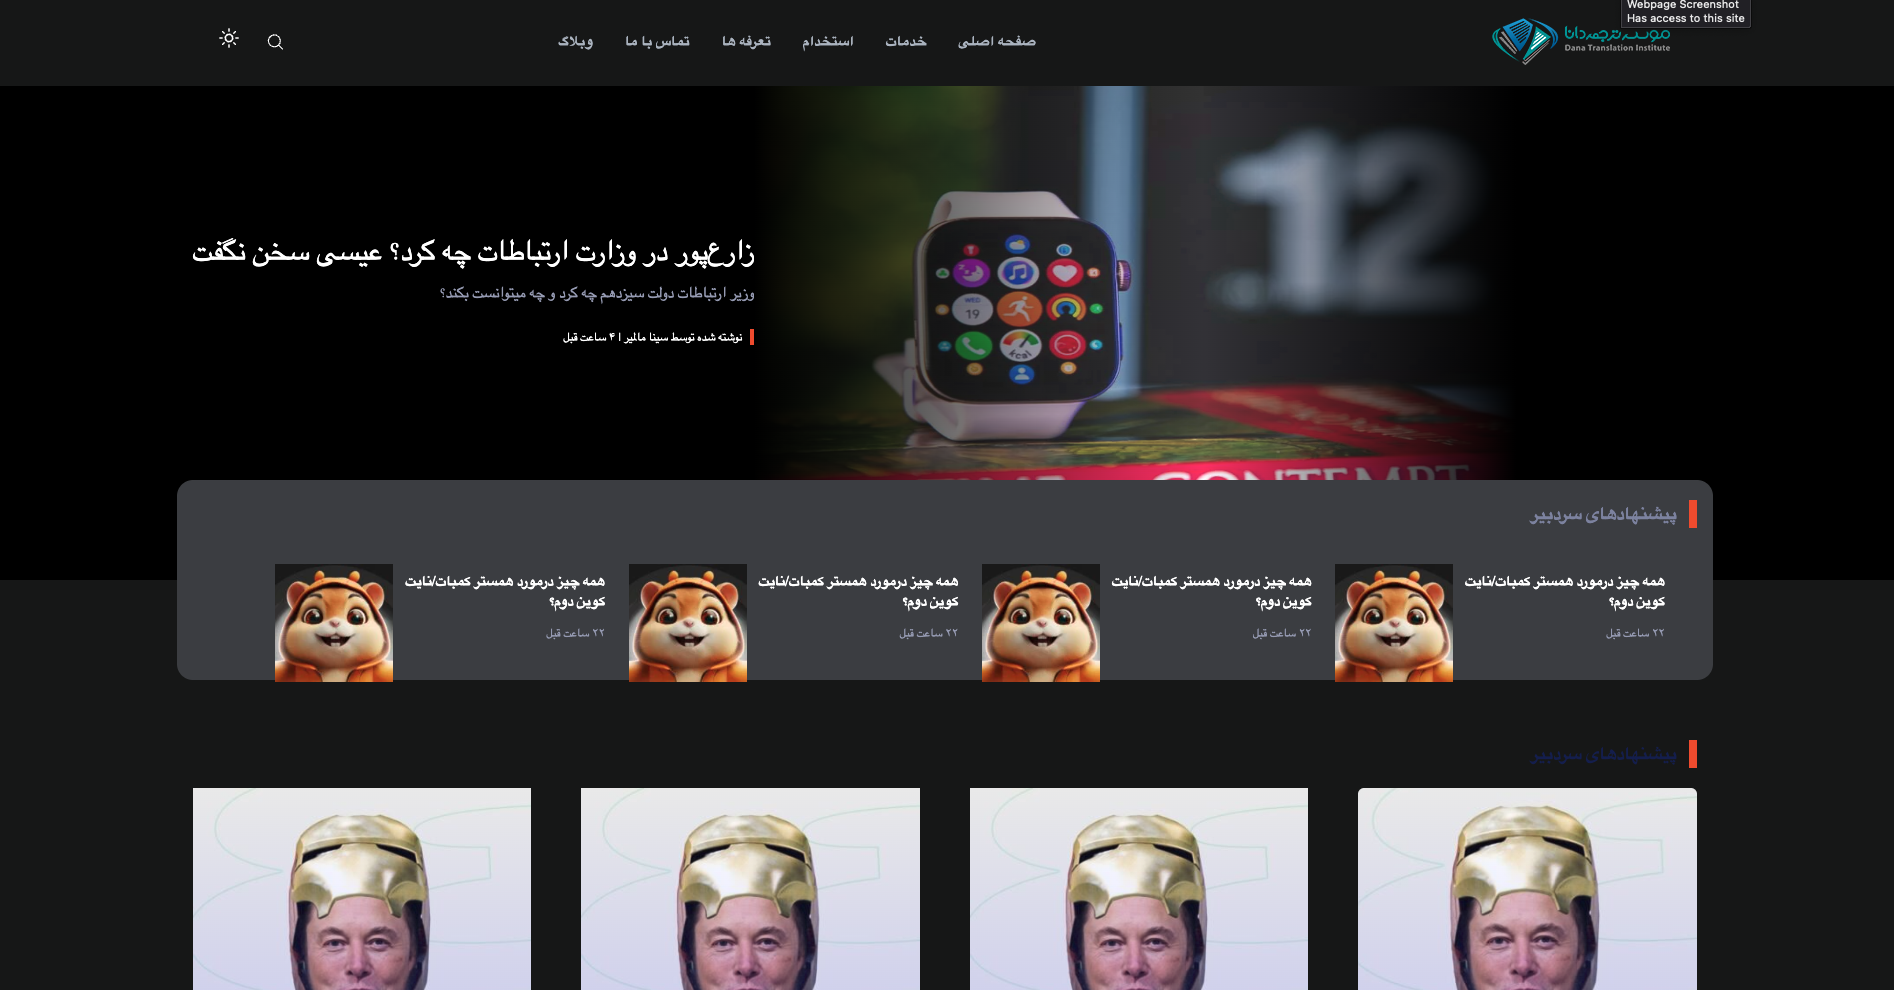 Webpage Screenshot
Has access to this site
موسسه ترجمه دانا
Dana Translation Institute
صفحه اصلی
خدمات
استخدام
تعرفه ها
تماس با ما
وبلاگ
12
زارع‌پور در وزارت ارتباطات چه کرد؟ عیسی سخن نگفت
وزیر ارتباطات دولت سیزدهم چه کرد و چه میتوانست بکند؟
نوشته شده توسط سینا مالمیر | ۴ ساعت قبل
WED
19
kcal
CONTEMPT
پیشنهادهای سردبیر
همه چیز درمورد همستر کمبات/نایت
کوین دوم؟
۲۲ ساعت قبل
همه چیز درمورد همستر کمبات/نایت
کوین دوم؟
۲۲ ساعت قبل
همه چیز درمورد همستر کمبات/نایت
کوین دوم؟
۲۲ ساعت قبل
همه چیز درمورد همستر کمبات/نایت
کوین دوم؟
۲۲ ساعت قبل
پیشنهادهای سردبیر